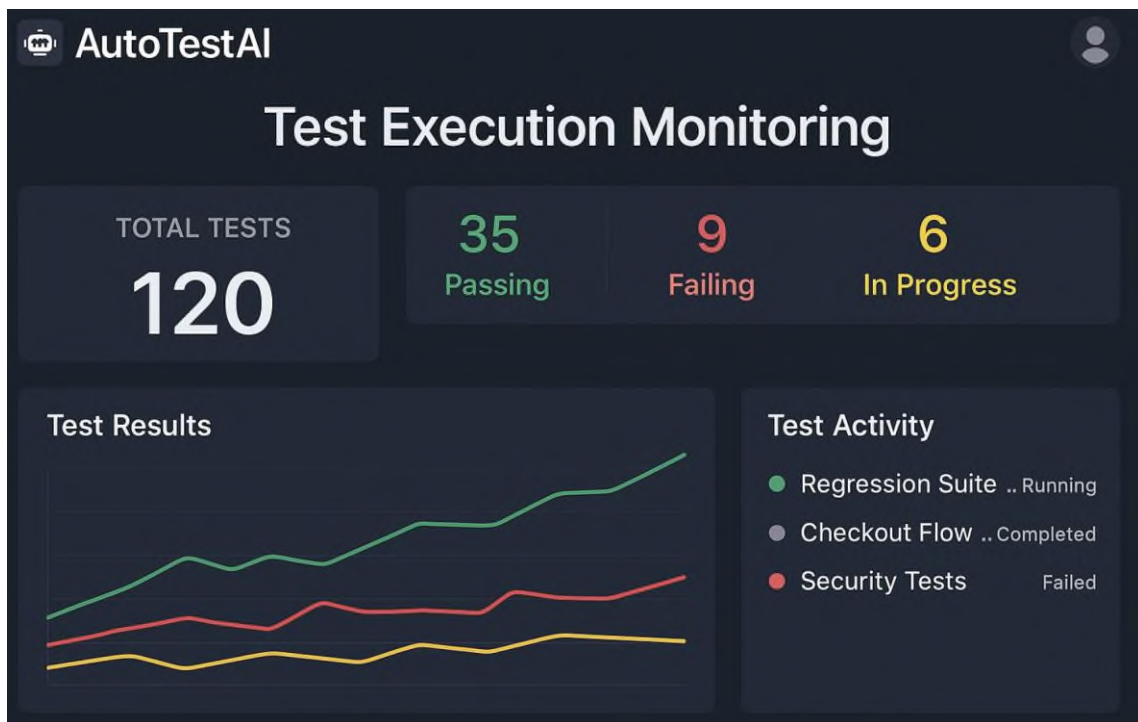 AutoTestAI
Test Execution Monitoring
TOTAL TESTS
120
35
Passing
9
Failing
6
In Progress
Test Results
Test Activity
Regression Suite .. Running
Checkout Flow .. Completed
Security Tests Failed